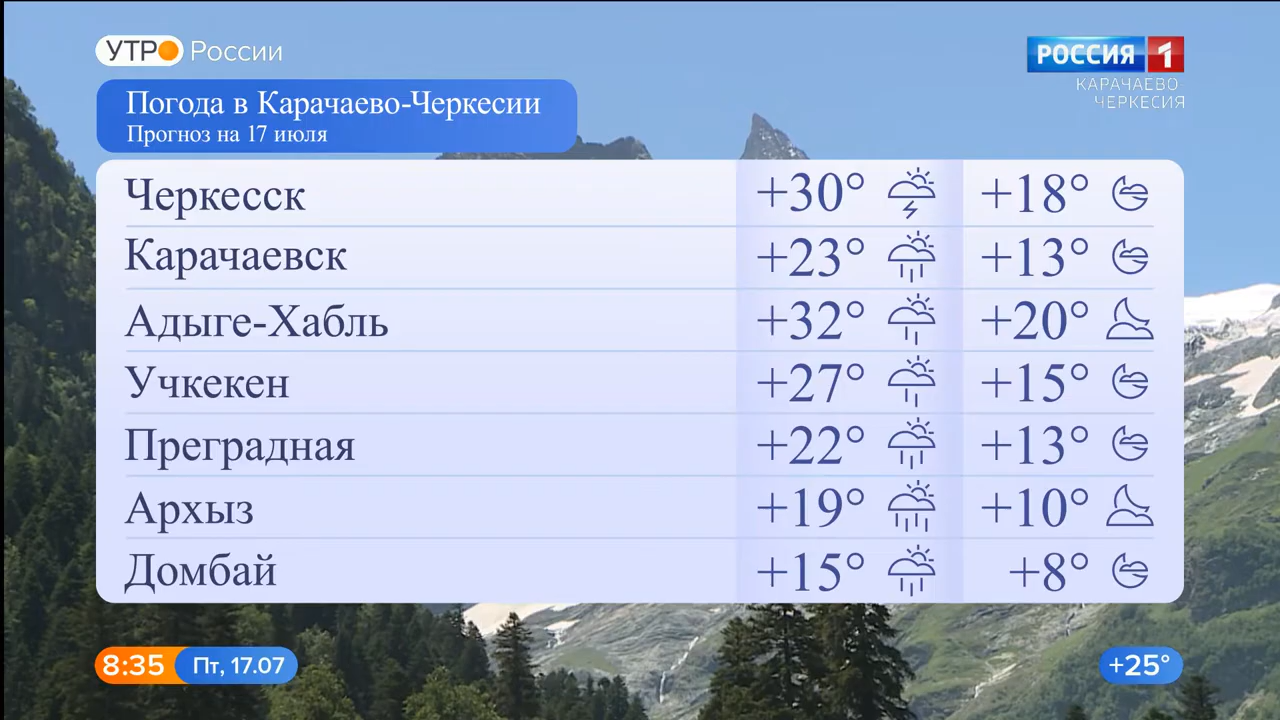 УТРО России
РОССИЯ 1
КАРАЧАЕВО
ЧЕРКЕСИЯ
Погода в Карачаево-Черкесии
Прогноз на 17 июля
Черкесск +30° +18°
Карачаевск +23° +13°
Адыге-Хабль +32° +20°
Учкекен +27° +15°
Преградная +22° +13°
Архыз +19° +10°
Домбай +15° +8°
8:35 Пт, 17.07 +25°